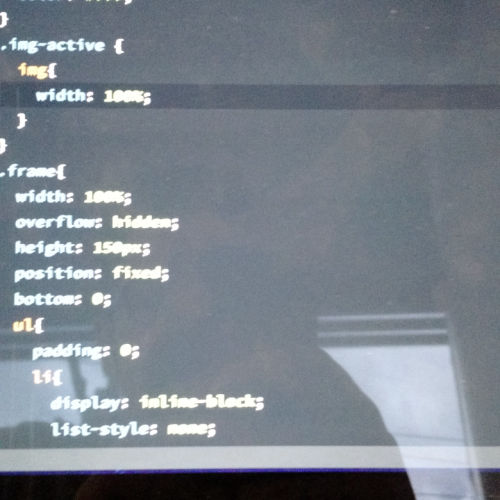 }
.img-active {
img{
width: 100%;
}
}
.frame{
width: 100%;
overflow: hidden;
height: 150px;
position: fixed;
bottom: 0;
ul{
padding: 0;
li{
display: inline-block;
list-style: none;